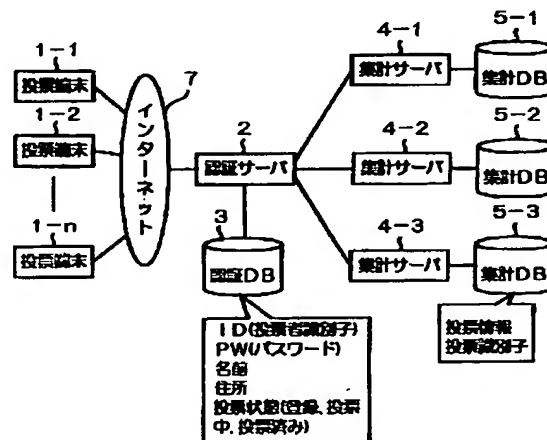 1-1
投票端末
1-2
投票端末
1-n
投票端末
7
インターネット
2
認証サーバ
3
認証DB
ID(投票者識別子)
PW(パスワード)
名前
住所
投票状態(登録、投票
中、投票済み)
4-1
集計サーバ
5-1
集計DB
4-2
集計サーバ
5-2
集計DB
4-3
集計サーバ
5-3
集計DB
投票情報
投票識別子